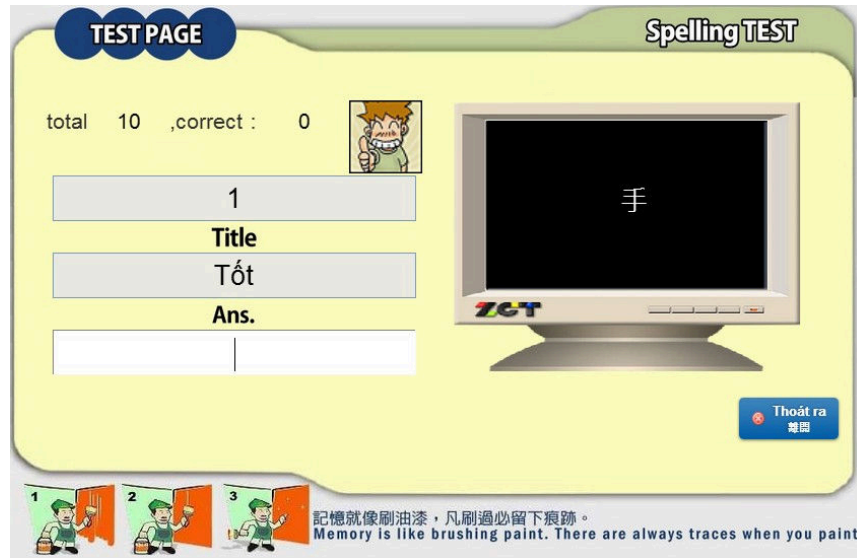 TEST PAGE
Spelling TEST
total 10 ,correct : 0
1
手
Title
Tốt
Ans.
ZCT
Thoát ra
離開
1 2 3
記憶就像刷油漆，凡刷過必留下痕跡。
Memory is like brushing paint. There are always traces when you paint